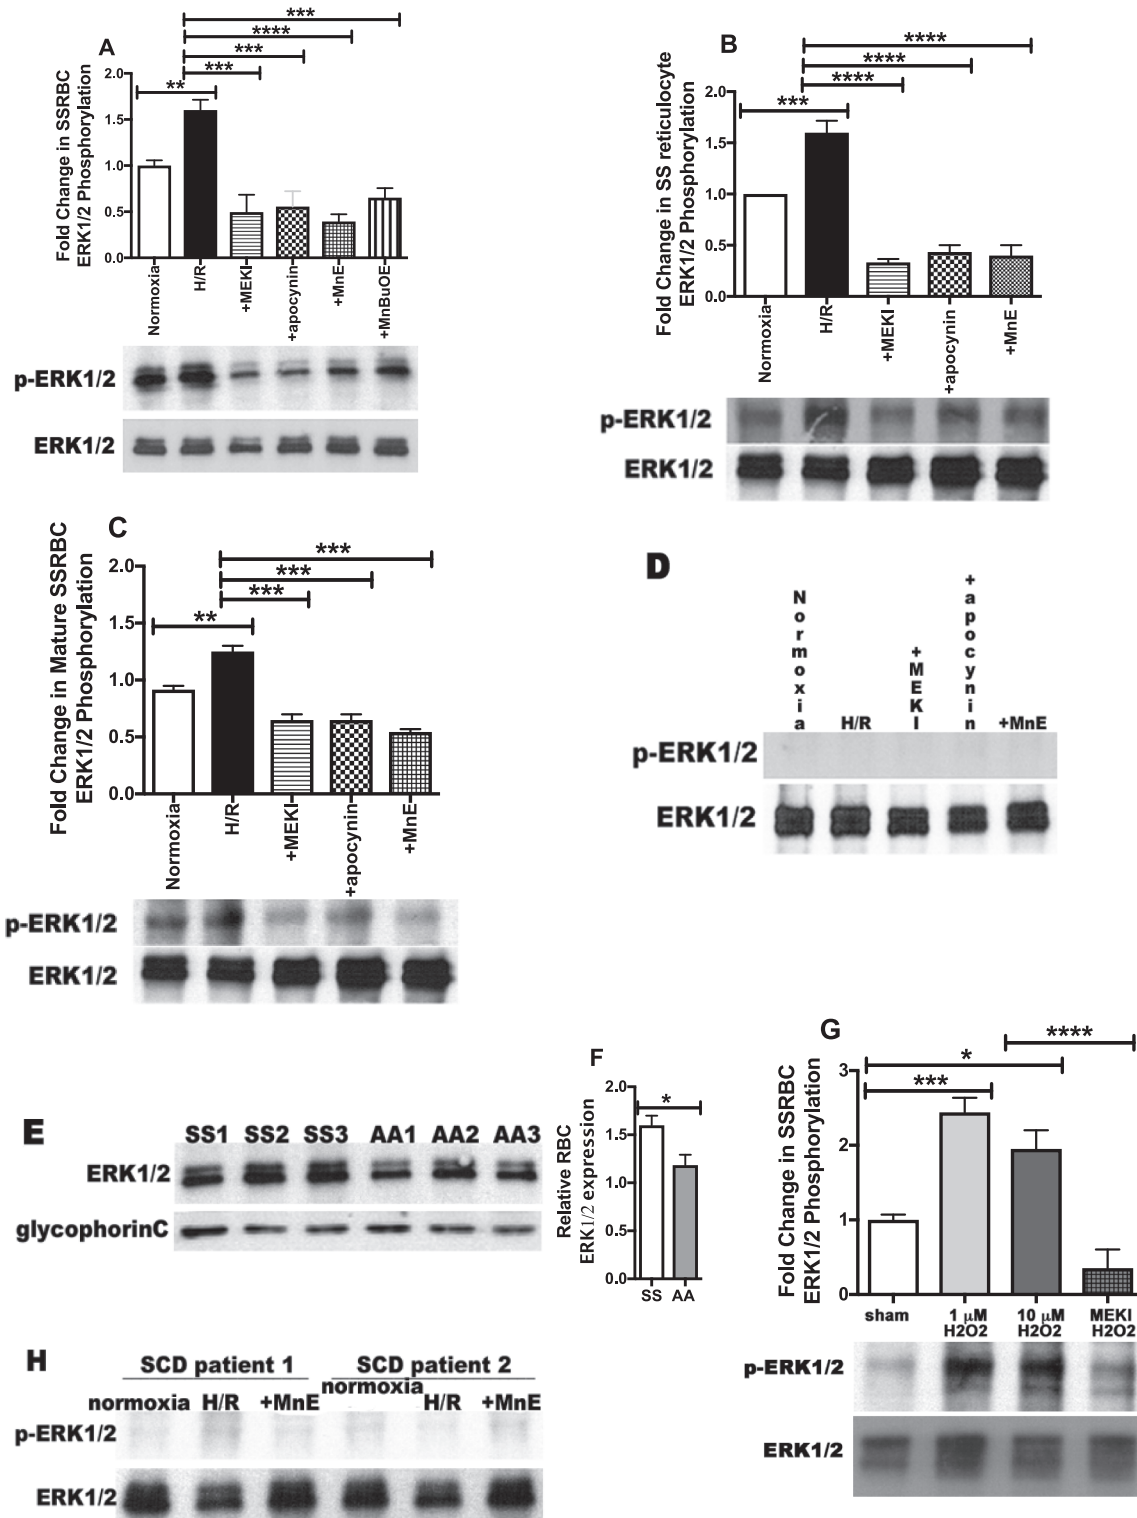 A
***
****
***
***
**
Fold Change in SSRBC
ERK1/2 Phosphorylation
2.0
1.5
1.0
0.5
0.0
Normoxia
H/R
+MEKI
+apocynin
+MnE
+MnBuOE
p-ERK1/2
ERK1/2
B
****
****
****
***
Fold Change in SS reticulocyte
ERK1/2 Phosphorylation
2.0
1.5
1.0
0.5
0.0
Normoxia
H/R
+MEKI
+apocynin
+MnE
p-ERK1/2
ERK1/2
C
***
***
***
**
Fold Change in Mature SSRBC
ERK1/2 Phosphorylation
2.0
1.5
1.0
0.5
0.0
Normoxia
H/R
+MEKI
+apocynin
+MnE
p-ERK1/2
ERK1/2
D
Normoxia
H/R
+MEKI
+apocynin
+MnE
p-ERK1/2
ERK1/2
E
SS1 SS2 SS3 AA1 AA2 AA3
ERK1/2
glycophorinC
F
*
Relative RBC
ERK1/2 expression
2.0
1.5
1.0
0.5
0.0
SS AA
G
****
*
***
Fold Change in SSRBC
ERK1/2 Phosphorylation
3
2
1
0
sham
1 µM
H2O2
10 µM
H2O2
MEKI
H2O2
p-ERK1/2
ERK1/2
H
SCD patient 1 SCD patient 2
normoxia H/R +MnE normoxia H/R +MnE
p-ERK1/2
ERK1/2